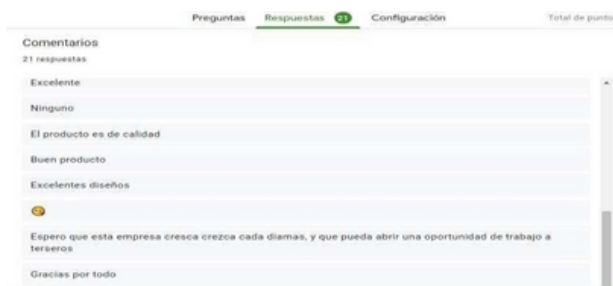 Preguntas Respuestas 21 Configuración Total de punto
Comentarios
21 respuestas
Excelente
Ninguno
El producto es de calidad
Buen producto
Excelentes diseños
Espero que esta empresa cresca crezca cada diamas, y que pueda abrir una oportunidad de trabajo a
terseros
Gracias por todo